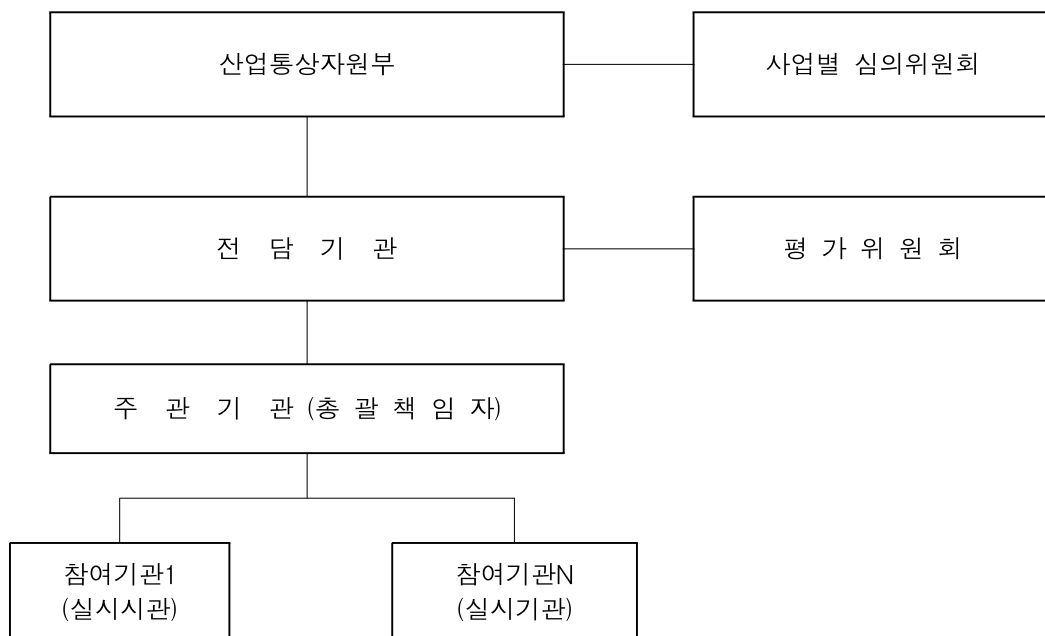 산업통상자원부
사업별 심의위원회
전 담 기 관
평 가 위 원 회
주 관 기 관 (총 괄 책 임 자)
참여기관1
(실시시관)
참여기관N
(실시기관)